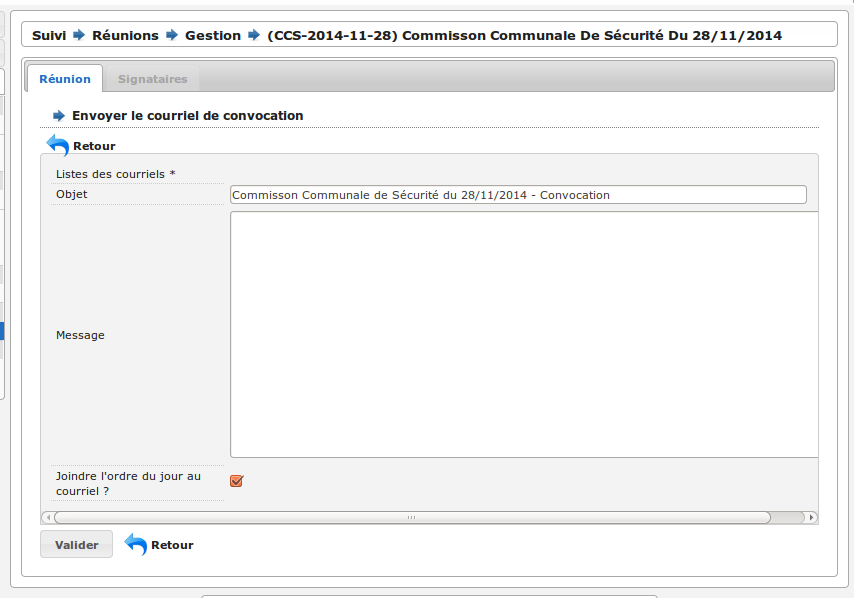 Suivi Réunions Gestion (CCS-2014-11-28) Commisson Communale De Sécurité Du 28/11/2014
Réunion Signataires
Envoyer le courriel de convocation
Retour
Listes des courriels *
Objet Commisson Communale de Sécurité du 28/11/2014 - Convocation
Message
Joindre l'ordre du jour au
courriel ?
Valider Retour